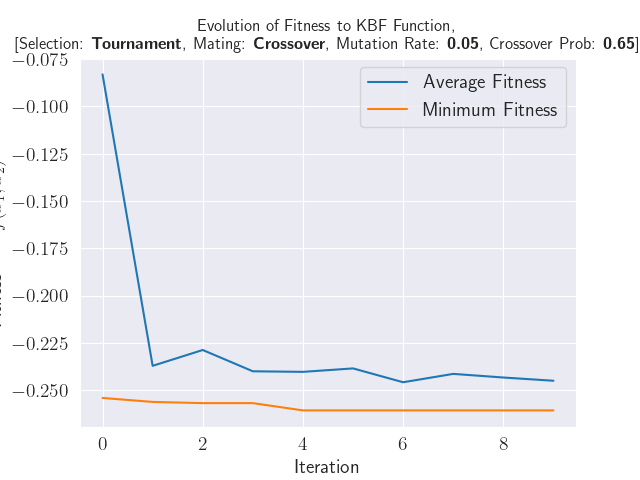 Evolution of Fitness to KBF Function,
[Selection: Tournament, Mating: Crossover, Mutation Rate: 0.05, Crossover Prob: 0.65]
−0.075
−0.100
−0.125
−0.150
−0.175
−0.200
−0.225
−0.250
Average Fitness
Minimum Fitness
0
2
4
6
8
Iteration